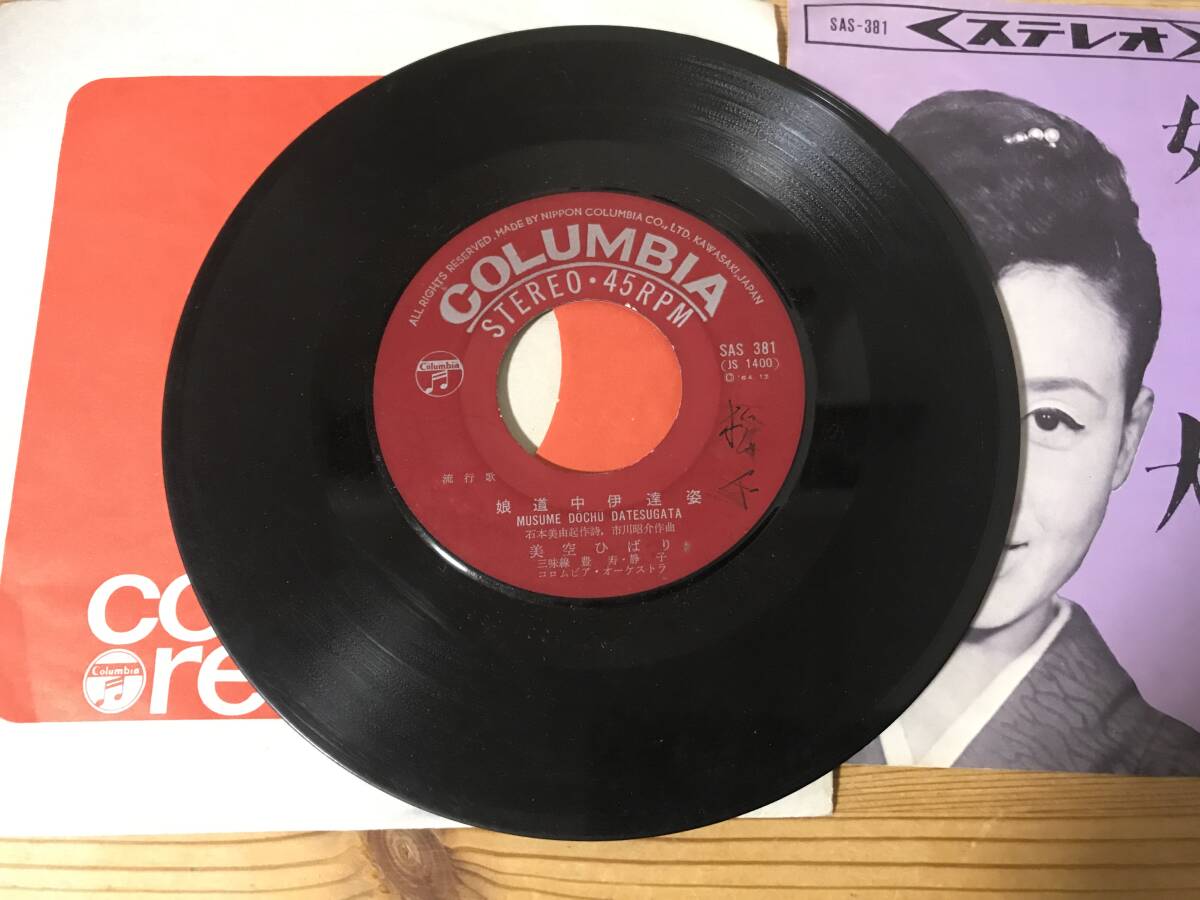 SAS-381
ステレオ
ALL RIGHTS RESERVED. MADE BY NIPPON COLUMBIA CO., LTD. KAWASAKI, JAPAN
COLUMBIA
STEREO・45RPM
Columbia
SAS 381
(JS 1400)
Ⓟ '64. 12
流行歌
娘道中伊達姿
MUSUME DOCHU DATESUGATA
石本美由起作詩, 市川昭介作曲
美空ひばり
三味線 豊寿・静子
コロムビア・オーケストラ
co
Columbia
re